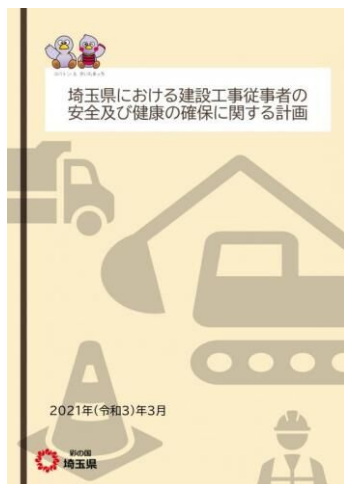 埼玉県における建設工事従事者の
安全及び健康の確保に関する計画
2021年(令和3)年3月
彩の国
埼玉県